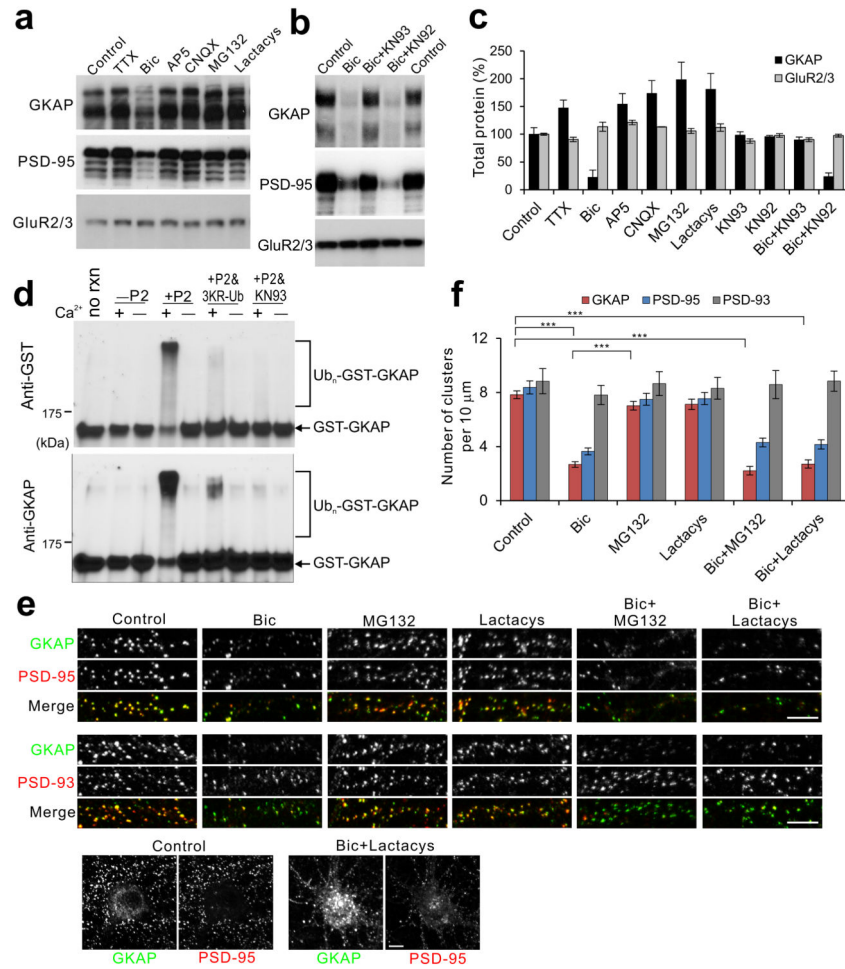 a
Control
TTX
Bic
AP5
CNQX
MG132
Lactacys
GKAP
PSD-95
GluR2/3
b
Control
Bic
Bic+KN93
Bic+KN92
Control
GKAP
PSD-95
GluR2/3
c
GKAP
GluR2/3
Total protein (%)
250
200
150
100
50
0
Control
TTX
Bic
AP5
CNQX
MG132
Lactacys
KN93
KN92
Bic+KN93
Bic+KN92
d
no rxn
—P2
+P2
+P2&
3KR-Ub
+P2&
KN93
Ca²⁺ + — + — + — + —
Anti-GST
Ubn-GST-GKAP
175
(kDa)
GST-GKAP
Anti-GKAP
Ubn-GST-GKAP
175
GST-GKAP
f
GKAP PSD-95 PSD-93
***
***
***
***
Number of clusters
per 10 μm
12
8
4
0
Control
Bic
MG132
Lactacys
Bic+MG132
Bic+Lactacys
e
Control Bic MG132 Lactacys Bic+ MG132 Bic+ Lactacys
GKAP
PSD-95
Merge
GKAP
PSD-93
Merge
Control Bic+Lactacys
GKAP PSD-95 GKAP PSD-95